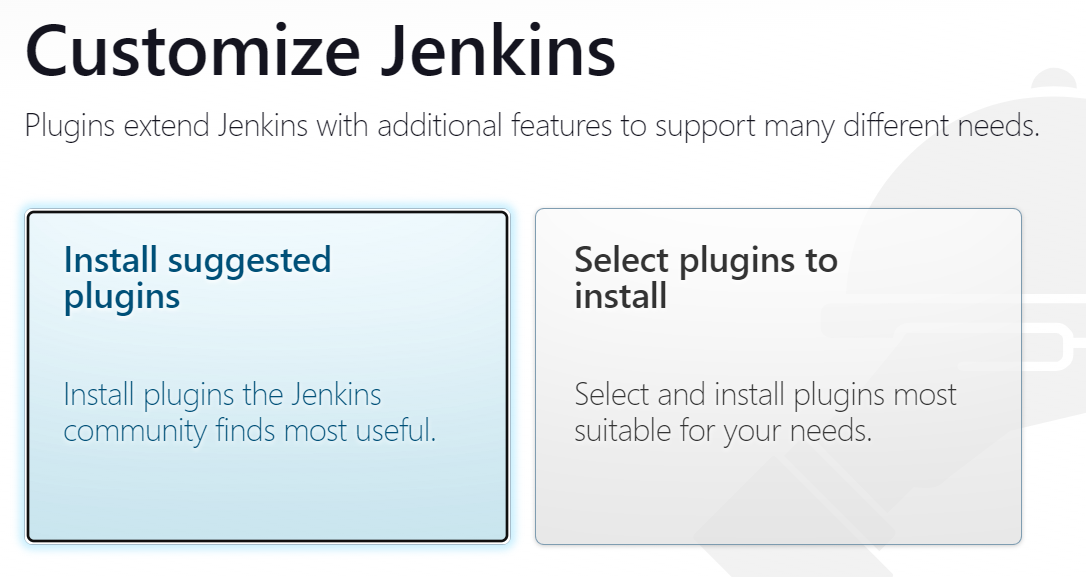 Customize Jenkins
Plugins extend Jenkins with additional features to support many different needs.
Install suggested
plugins
Install plugins the Jenkins
community finds most useful.
Select plugins to
install
Select and install plugins most
suitable for your needs.